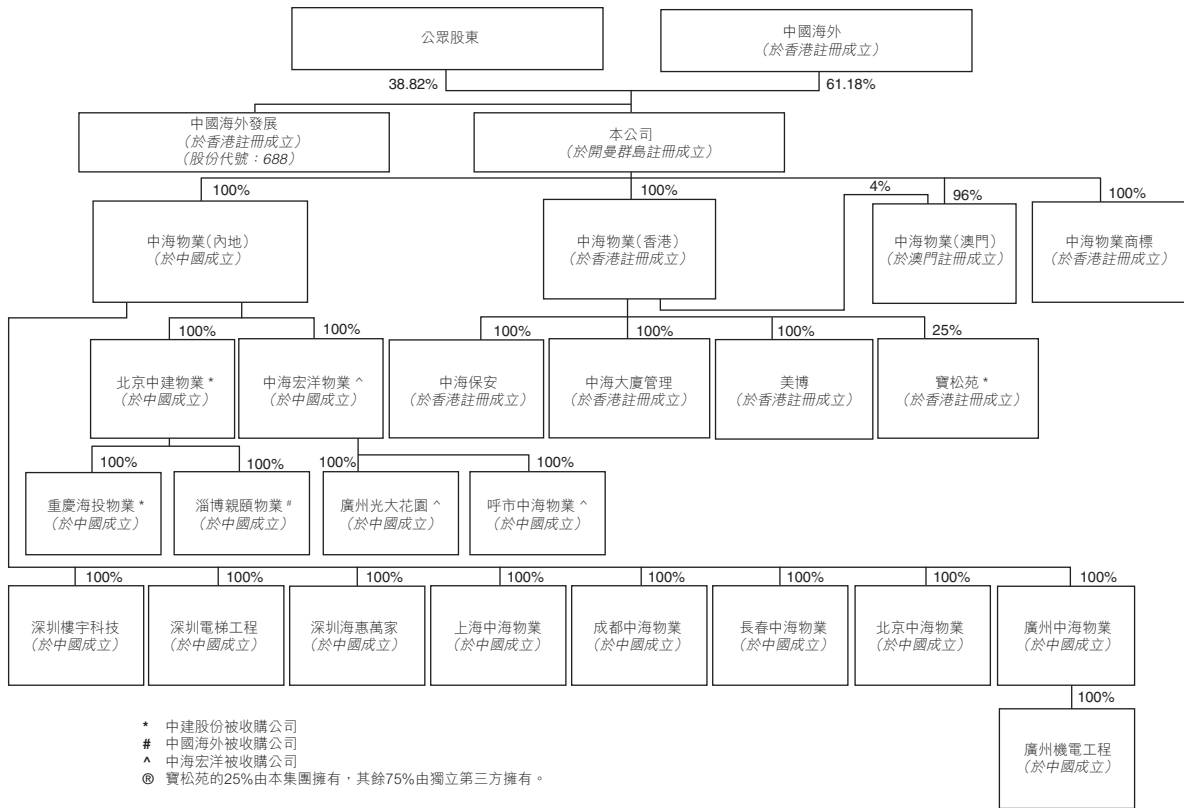 公眾股東
中國海外
（於香港註冊成立）
38.82%
61.18%
中國海外發展
（於香港註冊成立）
（股份代號：688）
本公司
（於開曼群島註冊成立）
100%
100%
4%
96%
100%
中海物業（內地）
（於中國成立）
中海物業（香港）
（於香港註冊成立）
中海物業（澳門）
（於澳門註冊成立）
中海物業商標
（於香港註冊成立）
100%
100%
100%
100%
100%
25%
北京中建物業 *
（於中國成立）
中海宏洋物業 ^
（於中國成立）
中海保安
（於香港註冊成立）
中海大廈管理
（於香港註冊成立）
美博
（於香港註冊成立）
寶松苑 *
（於香港註冊成立）
100%
100%
100%
100%
重慶海投物業 *
（於中國成立）
淄博親頤物業 #
（於中國成立）
廣州光大花園 ^
（於中國成立）
呼市中海物業 ^
（於中國成立）
100%
100%
100%
100%
100%
100%
100%
100%
深圳樓宇科技
（於中國成立）
深圳電梯工程
（於中國成立）
深圳海惠萬家
（於中國成立）
上海中海物業
（於中國成立）
成都中海物業
（於中國成立）
長春中海物業
（於中國成立）
北京中海物業
（於中國成立）
廣州中海物業
（於中國成立）
100%
廣州機電工程
（於中國成立）
* 中建股份被收購公司
# 中國海外被收購公司
^ 中海宏洋被收購公司
® 寶松苑的25%由本集團擁有，其餘75%由獨立第三方擁有。